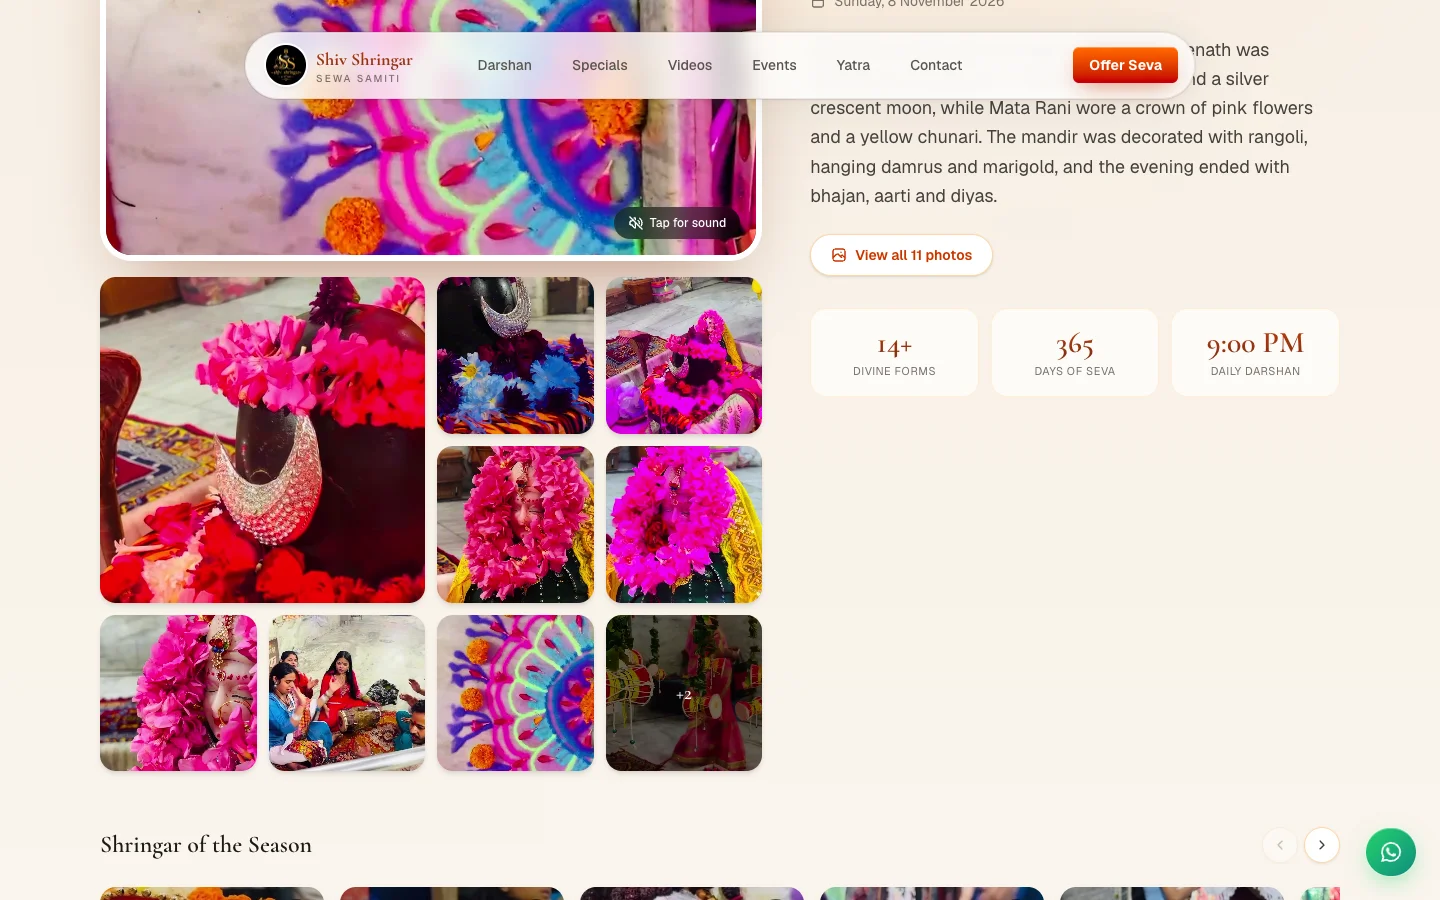 Sunday, 8 November 2026
Shiv Shringar
SEWA SAMITI
Darshan
Specials
Videos
Events
Yatra
Contact
Offer Seva
was
a silver
crescent moon, while Mata Rani wore a crown of pink flowers
and a yellow chunari. The mandir was decorated with rangoli,
hanging damrus and marigold, and the evening ended with
bhajan, aarti and diyas.
Tap for sound
View all 11 photos
14+
DIVINE FORMS
365
DAYS OF SEVA
9:00 PM
DAILY DARSHAN
+2
Shringar of the Season